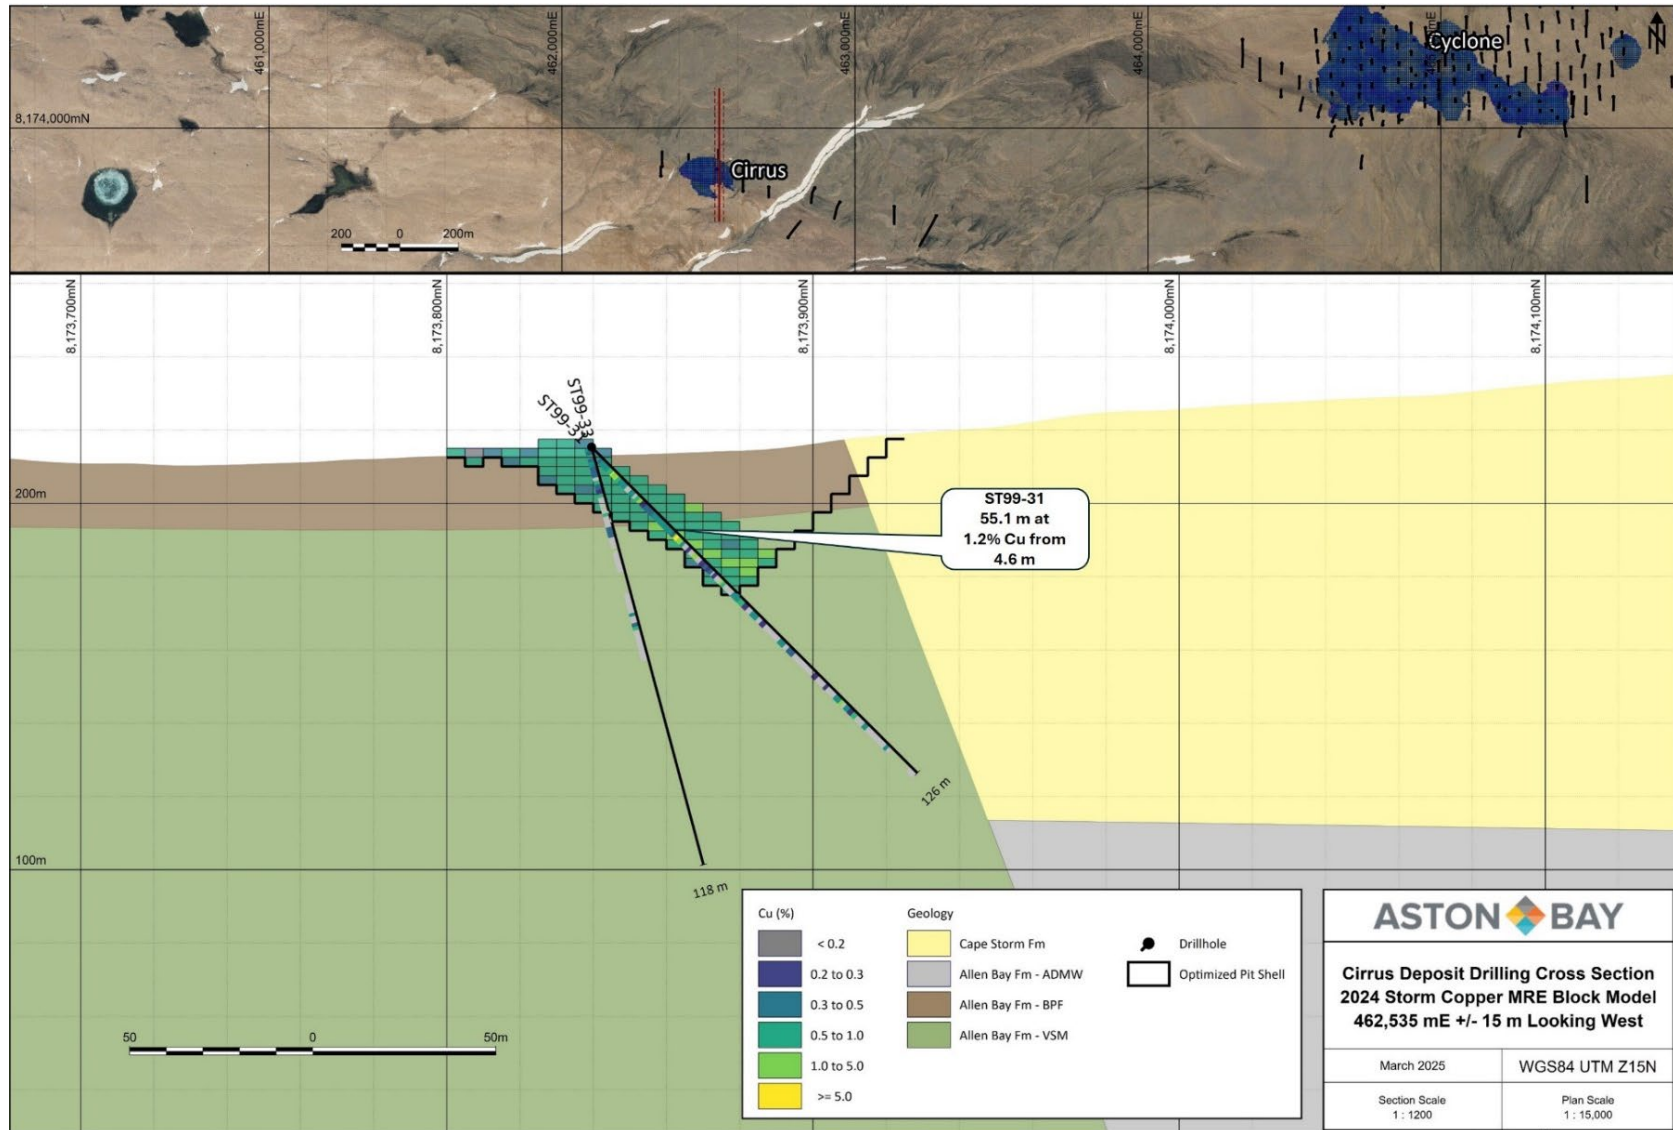 461,000mE
462,000mE
463,000mE
464,000mE
mE
Cyclone
N
8,174,000mN
Cirrus
200 0 200m
8,173,700mN
8,173,800mN
8,173,900mN
8,174,000mN
8,174,100mN
ST99-33
ST99-31
200m
ST99-31
55.1 m at
1.2% Cu from
4.6 m
126 m
100m
118 m
50 0 50m
Cu (%)
< 0.2
0.2 to 0.3
0.3 to 0.5
0.5 to 1.0
1.0 to 5.0
>= 5.0
Geology
Cape Storm Fm
Allen Bay Fm - ADMW
Allen Bay Fm - BPF
Allen Bay Fm - VSM
Drillhole
Optimized Pit Shell
ASTON BAY
Cirrus Deposit Drilling Cross Section
2024 Storm Copper MRE Block Model
462,535 mE +/- 15 m Looking West
March 2025
WGS84 UTM Z15N
Section Scale
1 : 1200
Plan Scale
1 : 15,000